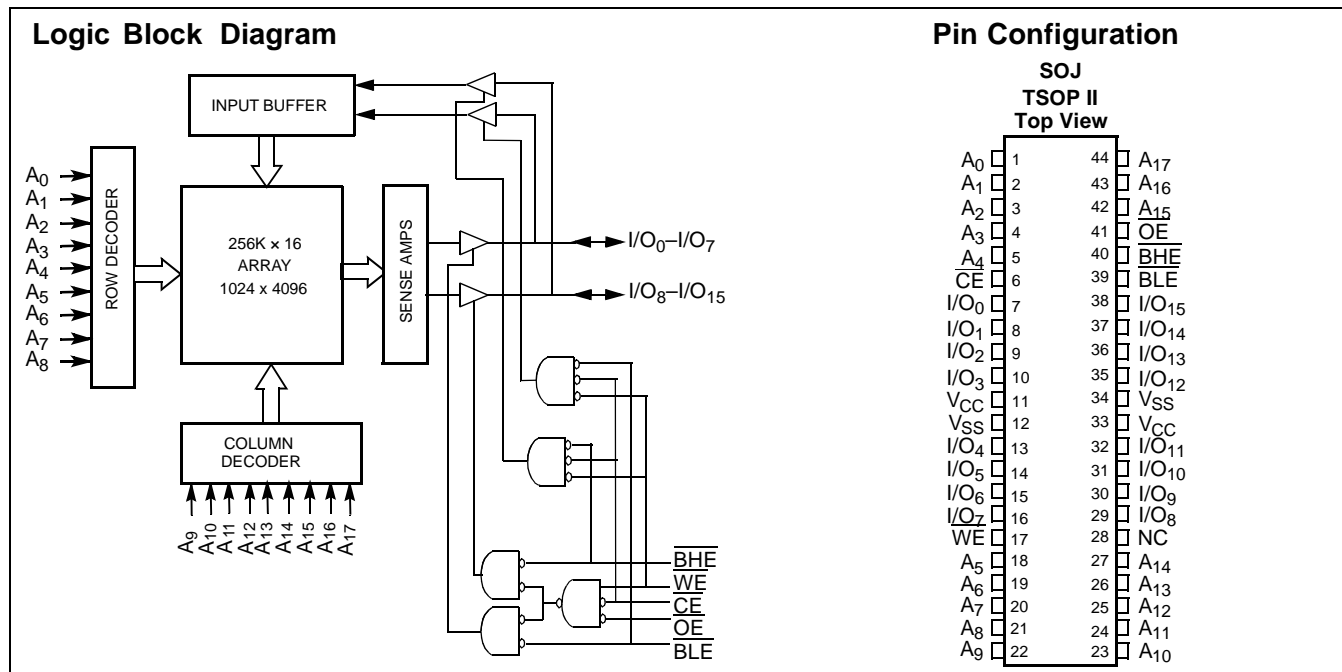 Logic Block Diagram
INPUT BUFFER
A0
A1
A2
A3
A4
A5
A6
A7
A8
ROW DECODER
256K × 16
ARRAY
1024 x 4096
SENSE AMPS
I/O0–I/O7
I/O8–I/O15
COLUMN
DECODER
A9
A10
A11
A12
A13
A14
A15
A16
A17
BHE
WE
CE
OE
BLE
Pin Configuration
SOJ
TSOP II
Top View
A0 1 44 A17
A1 2 43 A16
A2 3 42 A15
A3 4 41 OE
A4 5 40 BHE
CE 6 39 BLE
I/O0 7 38 I/O15
I/O1 8 37 I/O14
I/O2 9 36 I/O13
I/O3 10 35 I/O12
VCC 11 34 VSS
VSS 12 33 VCC
I/O4 13 32 I/O11
I/O5 14 31 I/O10
I/O6 15 30 I/O9
I/O7 16 29 I/O8
WE 17 28 NC
A5 18 27 A14
A6 19 26 A13
A7 20 25 A12
A8 21 24 A11
A9 22 23 A10